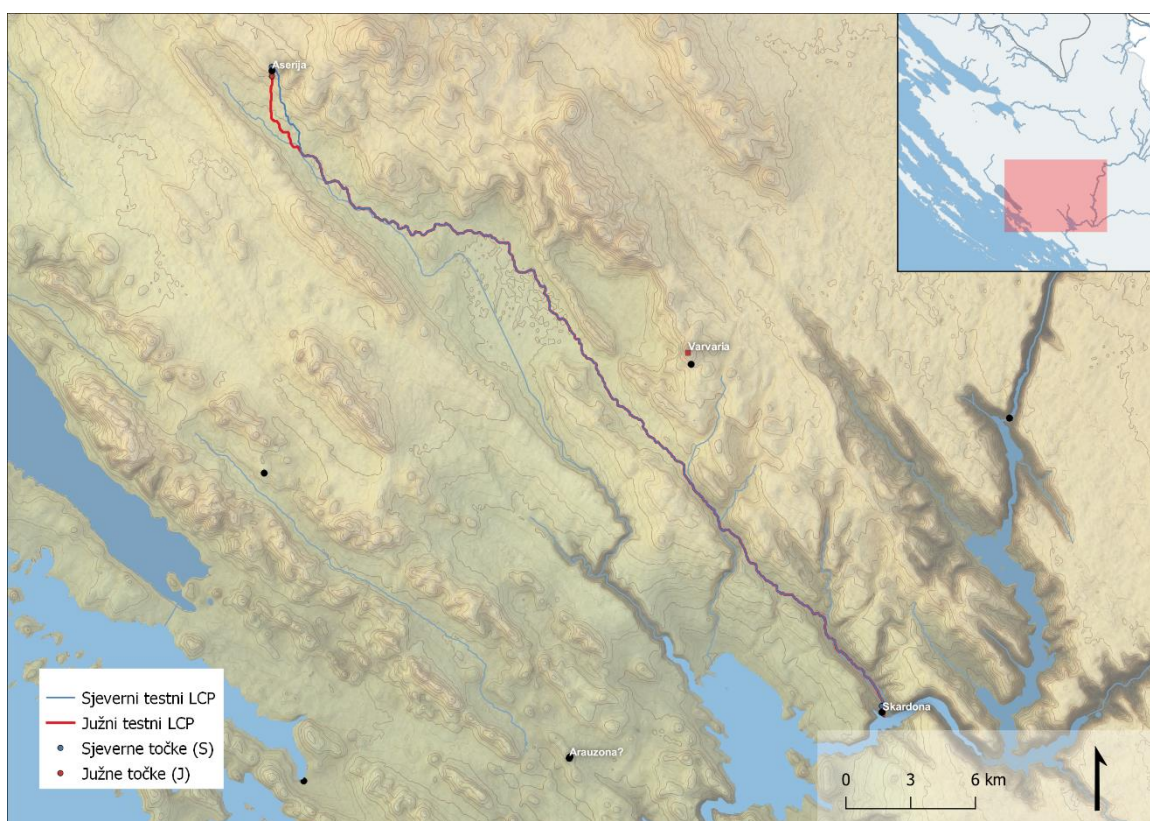 Aserija
Varvaria
Skardona
Arauzona?
Sjeverni testni LCP
Južni testni LCP
Sjeverne točke (S)
Južne točke (J)
0 3 6 km